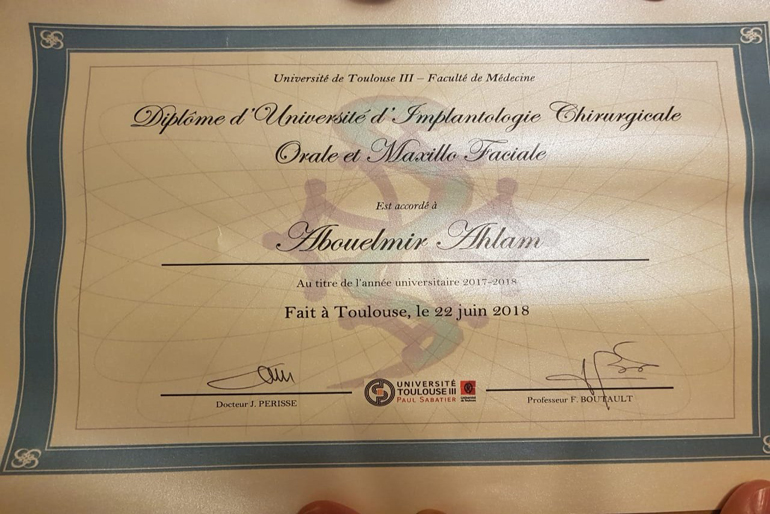 Université de Toulouse III – Faculté de Médecine
Diplôme d'Université d'Implantologie Chirurgicale
Orale et Maxillo Faciale
Est accordé à
Abouelmir Ahlam
Au titre de l'année universitaire 2017-2018
Fait à Toulouse, le 22 juin 2018
UNIVERSITÉ
TOULOUSE III
PAUL SABATIER
Docteur J. PERISSE
Professeur F. BOUTAULT